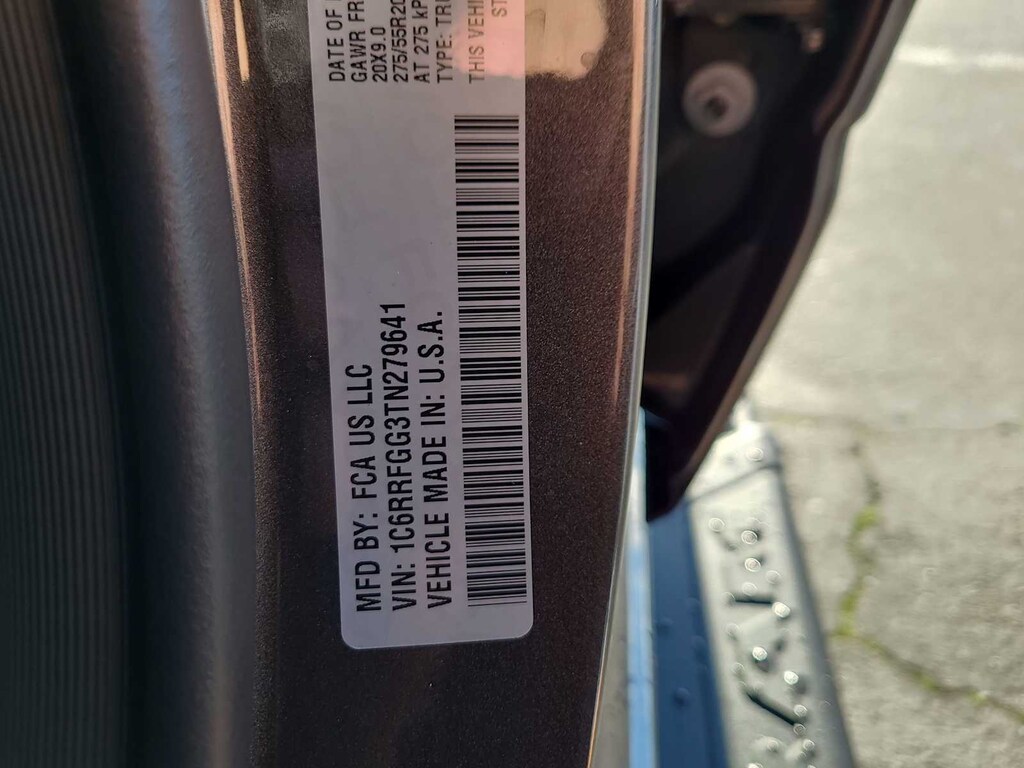 DATE OF
GAWR FR
20X9.0
275/55R20
AT 275 kP
TYPE: TR
THIS VEHI
ST
MFD BY: FCA US LLC
VIN: 1C6RRFGG3TN279641
VEHICLE MADE IN: U.S.A.